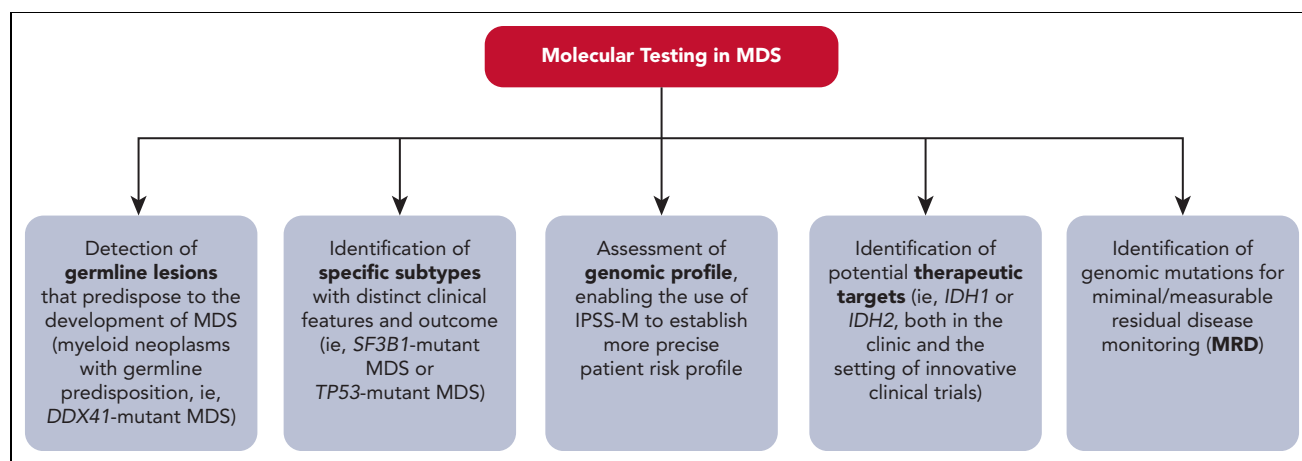 Molecular Testing in MDS
Detection of
germline lesions
that predispose to the
development of MDS
(myeloid neoplasms
with germline
predisposition, ie,
DDX41-mutant MDS)
Identification of
specific subtypes
with distinct clinical
features and outcome
(ie, SF3B1-mutant
MDS or
TP53-mutant MDS)
Assessment of
genomic profile,
enabling the use of
IPSS-M to establish
more precise
patient risk profile
Identification of
potential therapeutic
targets (ie, IDH1 or
IDH2, both in the
clinic and the
setting of innovative
clinical trials)
Identification of
genomic mutations for
miminal/measurable
residual disease
monitoring (MRD)